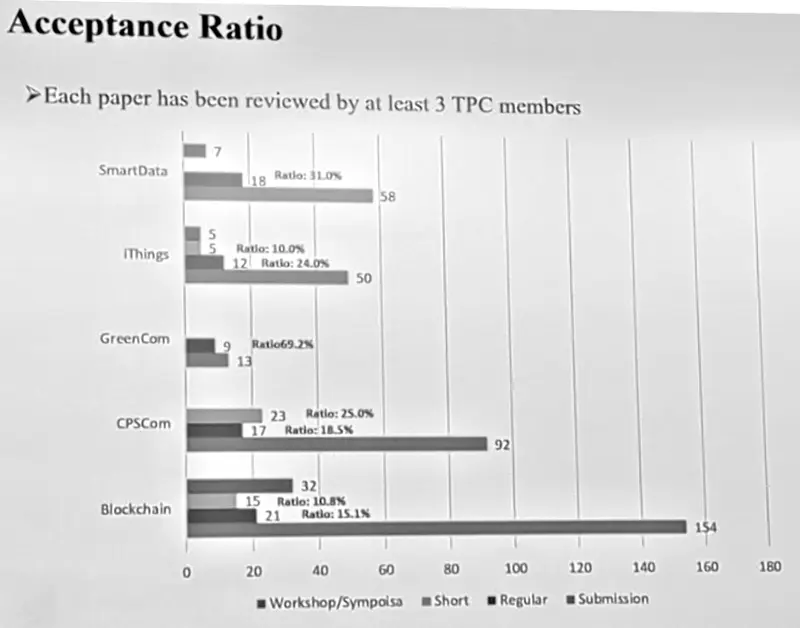 Acceptance Ratio
➢Each paper has been reviewed by at least 3 TPC members
7
SmartData
18 Ratio: 31.0%
58
5
5 Ratio: 10.0%
iThings
12 Ratio: 24.0%
50
GreenCom
9 Ratio69.2%
13
23 Ratio: 25.0%
CPSCom
17 Ratio: 18.5%
92
32
15 Ratio: 10.8%
Blockchain
21 Ratio: 15.1%
154
0 20 40 60 80 100 120 140 160 180
Workshop/Sympoisa Short Regular Submission